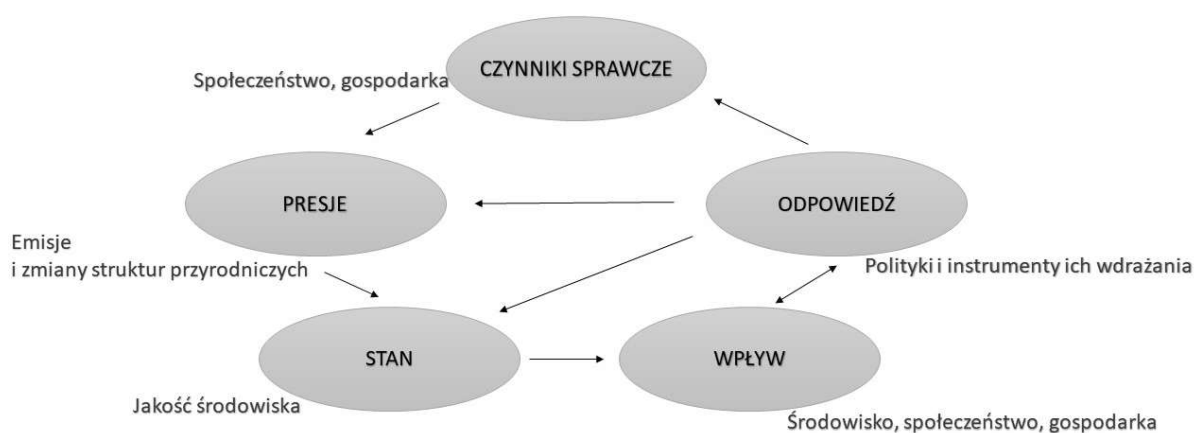 CZYNNIKI SPRAWCZE
Społeczeństwo, gospodarka
PRESJE
ODPOWIEDŹ
Emisje
i zmiany struktur przyrodniczych
Polityki i instrumenty ich wdrażania
STAN
WPŁYW
Jakość środowiska
Środowisko, społeczeństwo, gospodarka